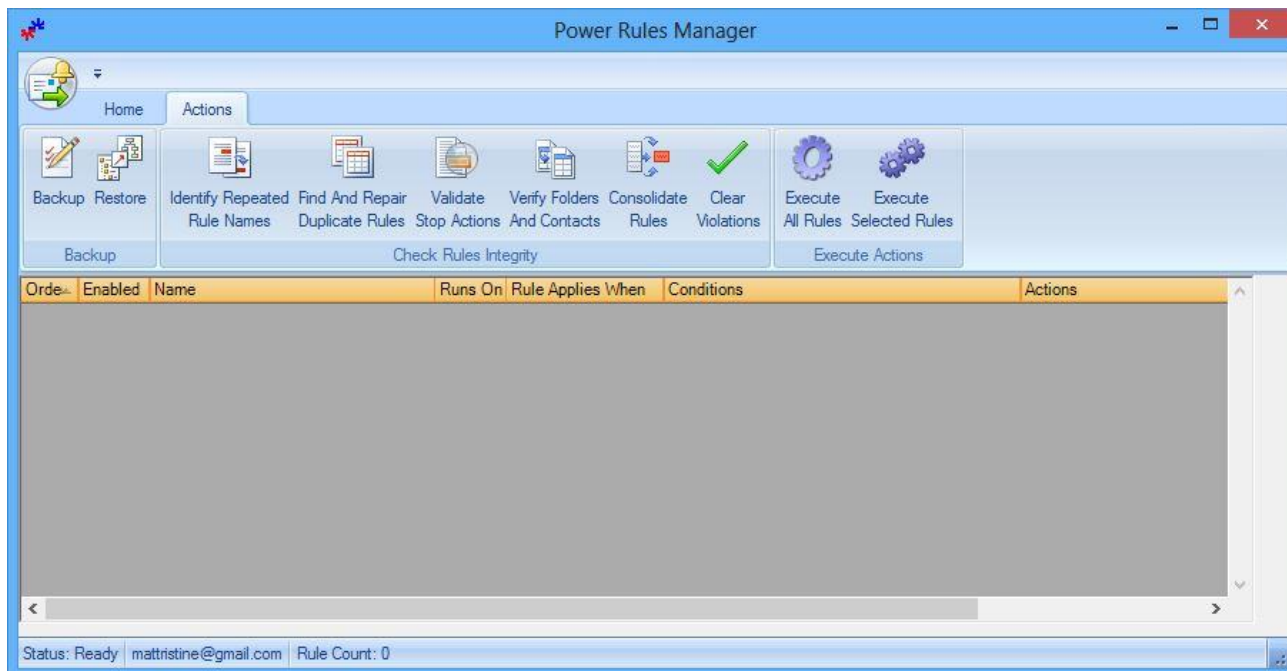 Power Rules Manager
Home Actions
Backup Restore Identify Repeated Rule Names Find And Repair Duplicate Rules Validate Stop Actions Verify Folders And Contacts Consolidate Rules Clear Violations Execute All Rules Execute Selected Rules
Backup Check Rules Integrity Execute Actions
Orde Enabled Name Runs On Rule Applies When Conditions Actions
Status: Ready mattristine@gmail.com Rule Count: 0